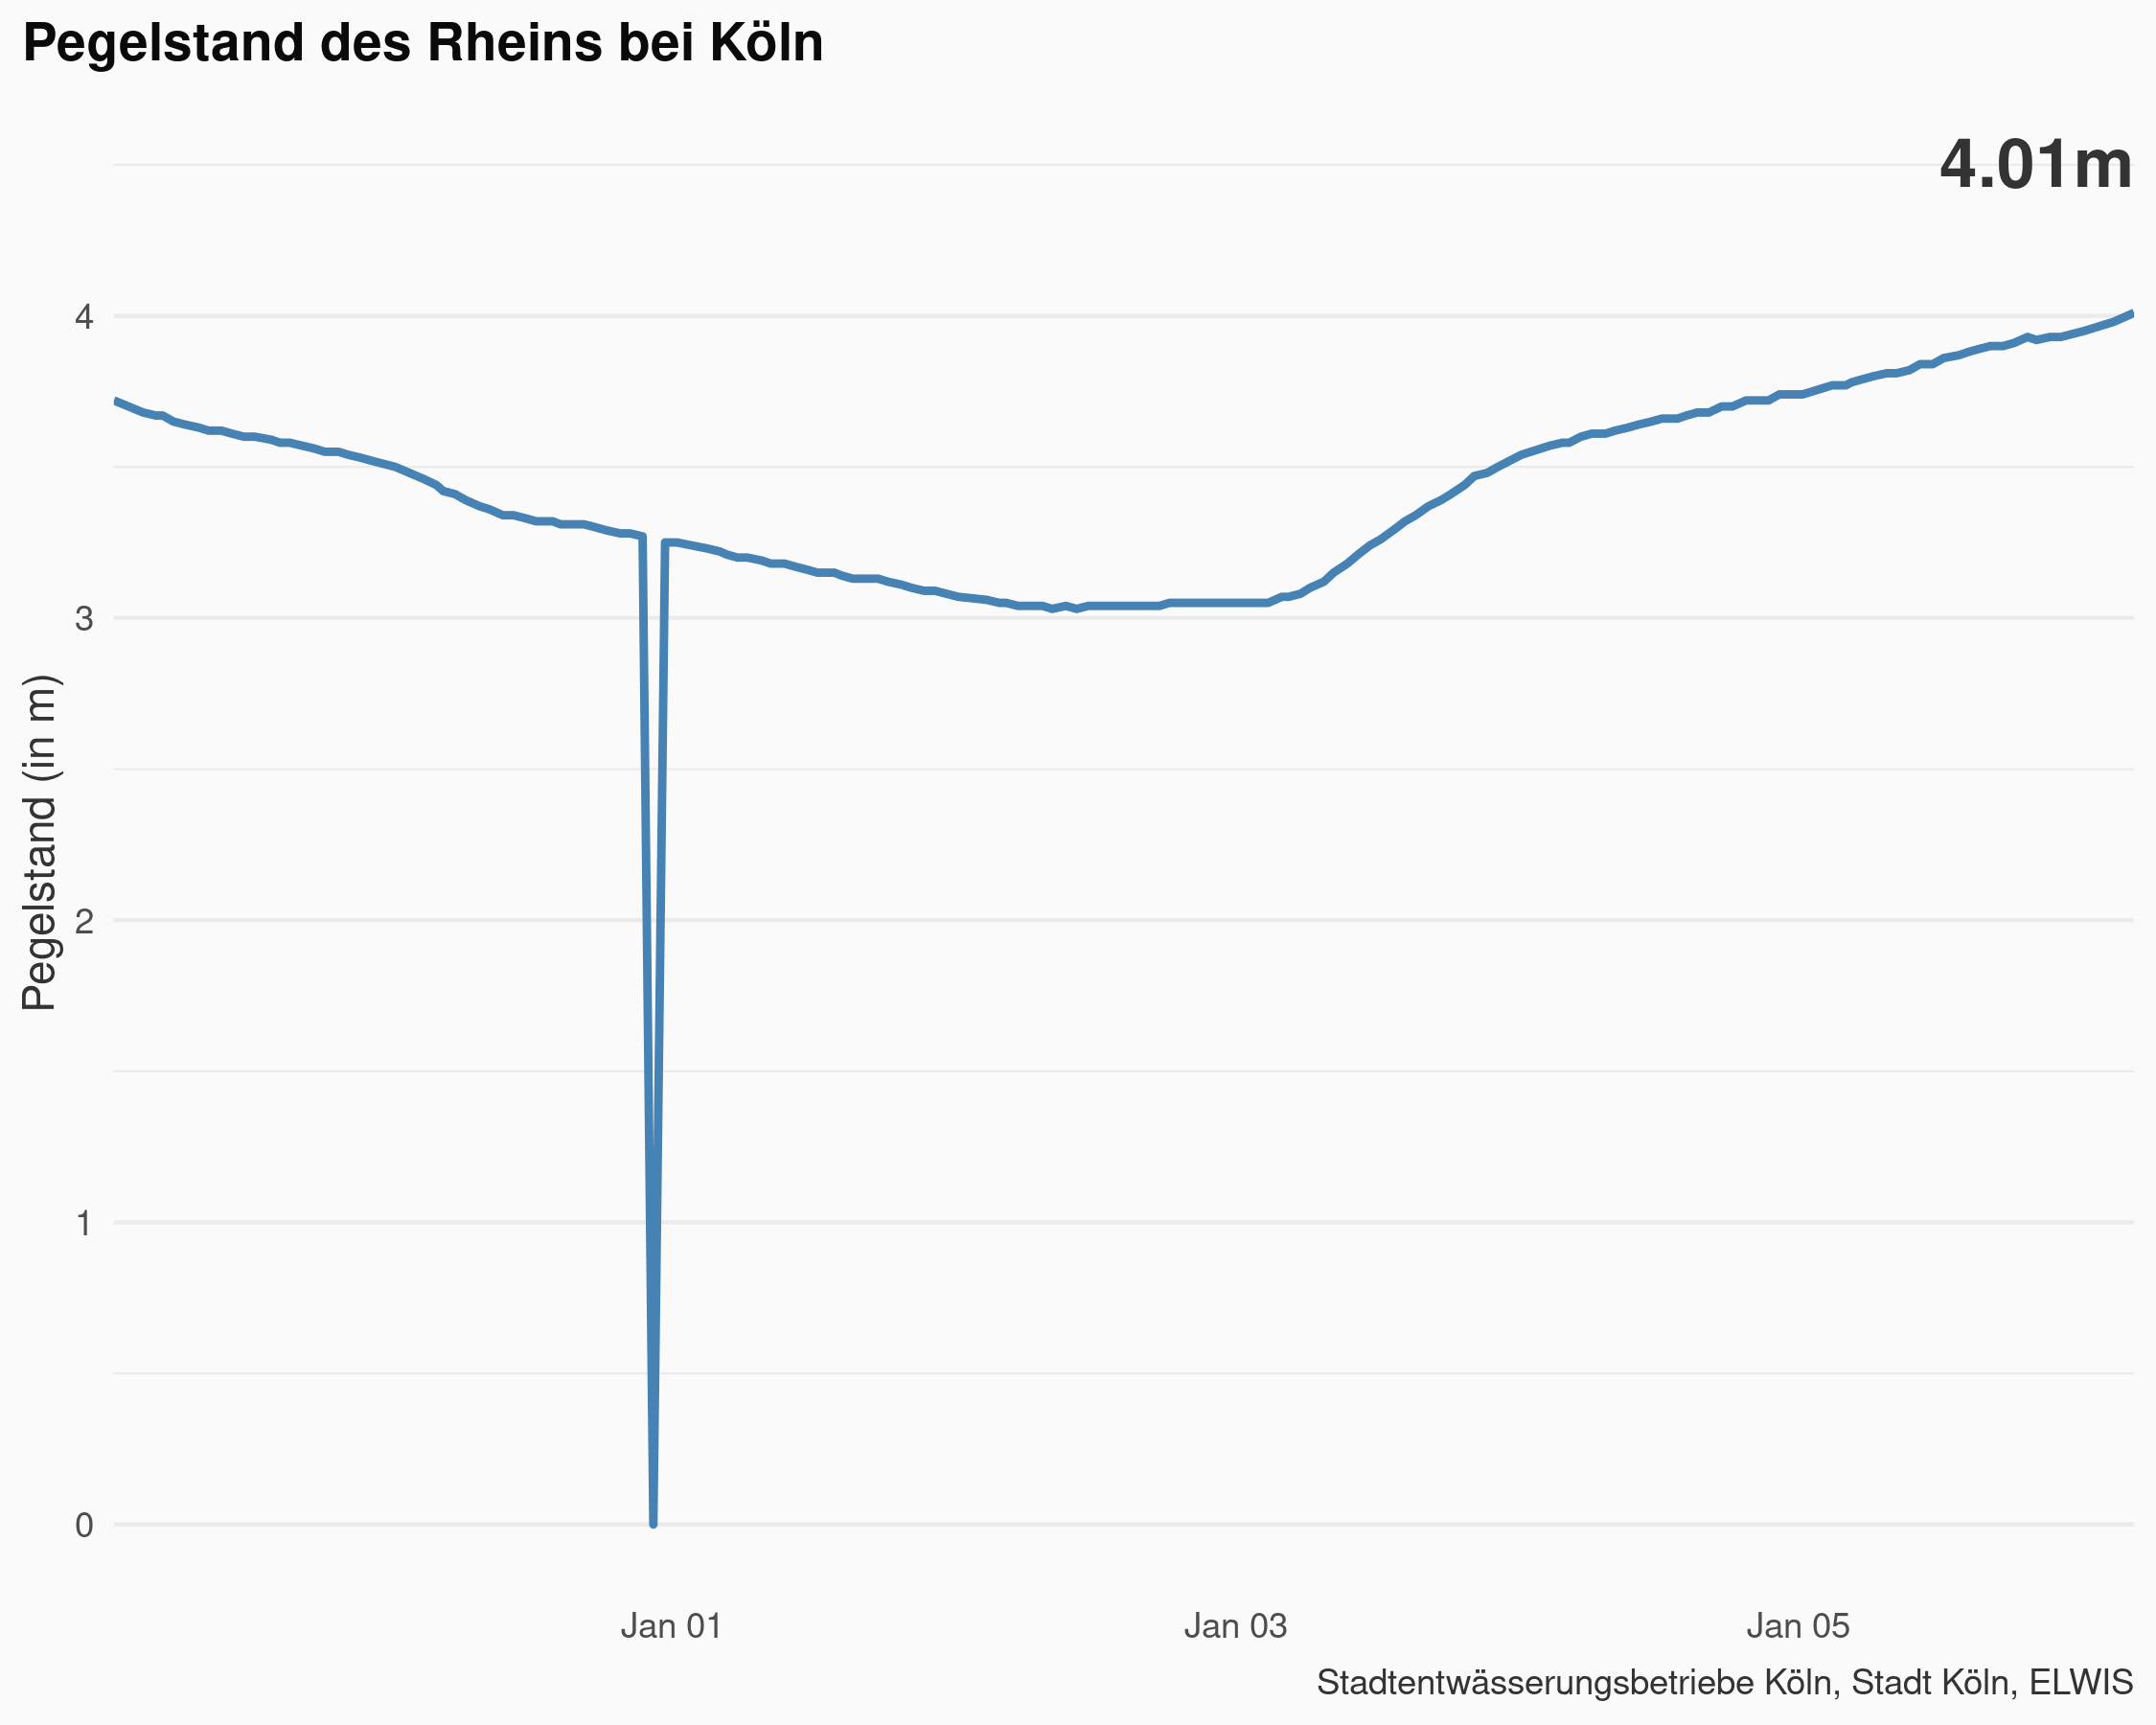 Pegelstand des Rheins bei Köln
4.01m
Pegelstand (in m)
4
3
2
1
0
Jan 01
Jan 03
Jan 05
Stadtentwässerungsbetriebe Köln, Stadt Köln, ELWIS